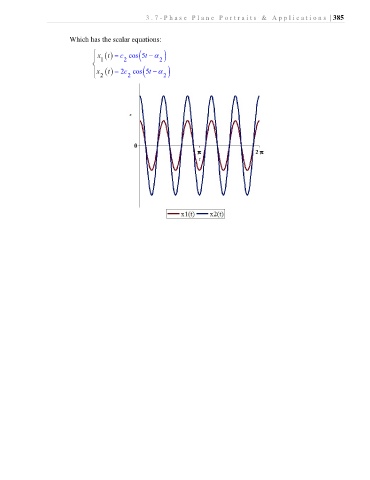 3.7-Phase Plane Portraits & Applications | 385
Which has the scalar equations:
x₁(t) = c₂ cos(5t − α₂)
x₂(t) = 2c₂ cos(5t − α₂)
0
π
2 π
t
x1(t) x2(t)